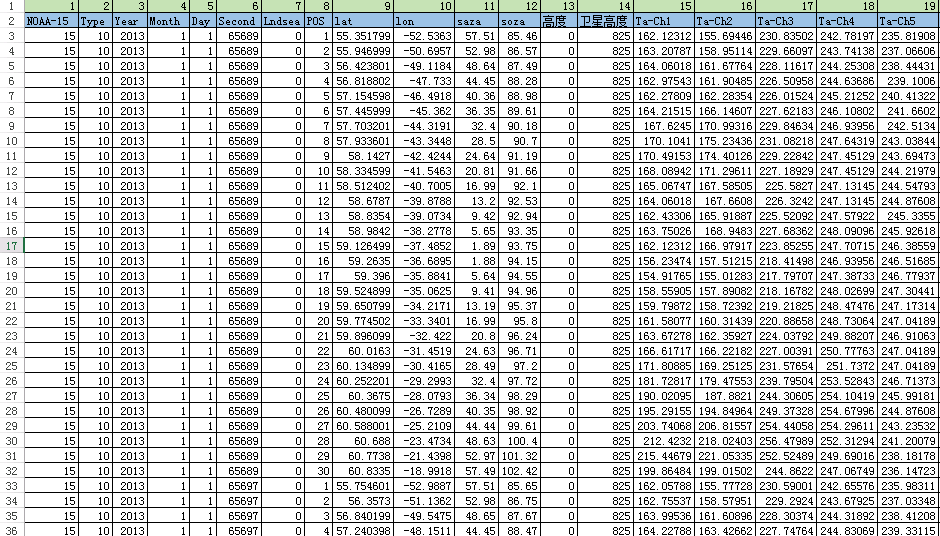 1 2 3 4 5 6 7 8 9 10 11 12 13 14 15 16 17 18 19
1
2 NOAA-15 Type Year Month Day Second Lndsea POS lat lon saza soza 高度 卫星高度 Ta-Ch1 Ta-Ch2 Ta-Ch3 Ta-Ch4 Ta-Ch5
3 15 10 2013 1 1 65689 0 1 55.351799 -52.5363 57.51 85.46 0 825 162.12312 155.69446 230.83502 242.78197 235.81908
4 15 10 2013 1 1 65689 0 2 55.946999 -50.6957 52.98 86.57 0 825 163.20787 158.95114 229.66097 243.74138 237.06606
5 15 10 2013 1 1 65689 0 3 56.423801 -49.1184 48.64 87.49 0 825 164.06018 161.67764 228.11617 244.25308 238.44431
6 15 10 2013 1 1 65689 0 4 56.818802 -47.733 44.45 88.28 0 825 162.97543 161.90485 226.50958 244.63686 239.1006
7 15 10 2013 1 1 65689 0 5 57.154598 -46.4918 40.36 88.98 0 825 162.27809 162.28354 226.01524 245.21252 240.41322
8 15 10 2013 1 1 65689 0 6 57.445999 -45.362 36.35 89.61 0 825 164.21515 166.14607 227.62183 246.10802 241.6602
9 15 10 2013 1 1 65689 0 7 57.703201 -44.3191 32.4 90.18 0 825 167.6245 170.99316 229.84634 246.93956 242.5134
10 15 10 2013 1 1 65689 0 8 57.933601 -43.3448 28.5 90.7 0 825 170.1041 175.23436 231.08218 247.64319 243.03844
11 15 10 2013 1 1 65689 0 9 58.1427 -42.4244 24.64 91.19 0 825 170.49153 174.40126 229.22842 247.45129 243.69473
12 15 10 2013 1 1 65689 0 10 58.334599 -41.5463 20.81 91.66 0 825 168.08942 171.29611 227.18929 247.45129 244.21979
13 15 10 2013 1 1 65689 0 11 58.512402 -40.7005 16.99 92.1 0 825 165.06747 167.58505 225.5827 247.13145 244.54793
14 15 10 2013 1 1 65689 0 12 58.6787 -39.8788 13.2 92.53 0 825 164.06018 167.6608 226.3242 247.13145 244.87608
15 15 10 2013 1 1 65689 0 13 58.8354 -39.0734 9.42 92.94 0 825 162.43306 165.91887 225.52092 247.57922 245.3355
16 15 10 2013 1 1 65689 0 14 58.9842 -38.2778 5.65 93.35 0 825 163.75026 168.9483 227.68362 248.09096 245.92618
17 15 10 2013 1 1 65689 0 15 59.126499 -37.4852 1.89 93.75 0 825 162.12312 166.97917 223.85255 247.70715 246.38559
18 15 10 2013 1 1 65689 0 16 59.2635 -36.6895 1.88 94.15 0 825 156.23474 157.51215 218.41498 246.93956 246.51685
19 15 10 2013 1 1 65689 0 17 59.396 -35.8841 5.64 94.55 0 825 154.91765 155.01283 217.79707 247.38733 246.77937
20 15 10 2013 1 1 65689 0 18 59.524899 -35.0625 9.41 94.96 0 825 158.55905 157.89082 218.16782 248.02699 247.30441
21 15 10 2013 1 1 65689 0 19 59.650799 -34.2171 13.19 95.37 0 825 159.79872 158.72392 219.21825 248.47476 247.17314
22 15 10 2013 1 1 65689 0 20 59.774502 -33.3401 16.99 95.8 0 825 161.58077 160.31439 220.88658 248.73064 247.04189
23 15 10 2013 1 1 65689 0 21 59.896099 -32.422 20.8 96.24 0 825 163.67278 162.35927 224.03792 249.88207 246.91063
24 15 10 2013 1 1 65689 0 22 60.0163 -31.4519 24.63 96.71 0 825 166.61717 166.22182 227.00391 250.77763 247.04189
25 15 10 2013 1 1 65689 0 23 60.134899 -30.4165 28.49 97.2 0 825 171.80885 169.25125 231.57654 251.7372 247.04189
26 15 10 2013 1 1 65689 0 24 60.252201 -29.2993 32.4 97.72 0 825 181.72817 179.47553 239.79504 253.52843 246.71373
27 15 10 2013 1 1 65689 0 25 60.3675 -28.0793 36.34 98.29 0 825 190.02095 187.8821 244.30605 254.10419 245.99181
28 15 10 2013 1 1 65689 0 26 60.480099 -26.7289 40.35 98.92 0 825 195.29155 194.84964 249.37328 254.67996 244.87608
29 15 10 2013 1 1 65689 0 27 60.588001 -25.2109 44.44 99.61 0 825 203.74068 206.81557 254.44058 254.29611 243.23532
30 15 10 2013 1 1 65689 0 28 60.688 -23.4734 48.63 100.4 0 825 212.4232 218.02403 256.47989 252.31294 241.20079
31 15 10 2013 1 1 65689 0 29 60.7738 -21.4398 52.97 101.32 0 825 215.44679 221.05335 252.52489 249.69016 238.18178
32 15 10 2013 1 1 65689 0 30 60.8335 -18.9918 57.49 102.42 0 825 199.86484 199.01502 244.8622 247.06749 236.14723
33 15 10 2013 1 1 65697 0 1 55.754601 -52.9887 57.51 85.65 0 825 162.05788 155.77728 230.59001 242.65576 235.98311
34 15 10 2013 1 1 65697 0 2 56.3573 -51.1362 52.98 86.75 0 825 162.75537 158.57951 229.2924 243.67925 237.03348
35 15 10 2013 1 1 65697 0 3 56.840199 -49.5475 48.65 87.67 0 825 163.99536 161.60896 228.30374 244.31892 238.41208
36 15 10 2013 1 1 65697 0 4 57.240398 -48.1511 44.45 88.47 0 825 164.22788 163.42662 227.74764 244.83069 239.33115